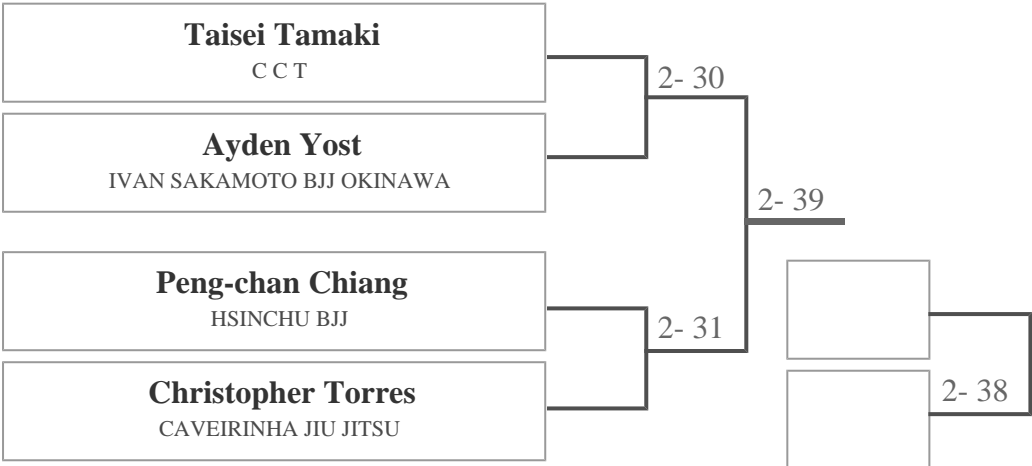 Taisei Tamaki
C C T
2- 30
Ayden Yost
IVAN SAKAMOTO BJJ OKINAWA
2- 39
Peng-chan Chiang
HSINCHU BJJ
2- 31
Christopher Torres
CAVEIRINHA JIU JITSU
2- 38